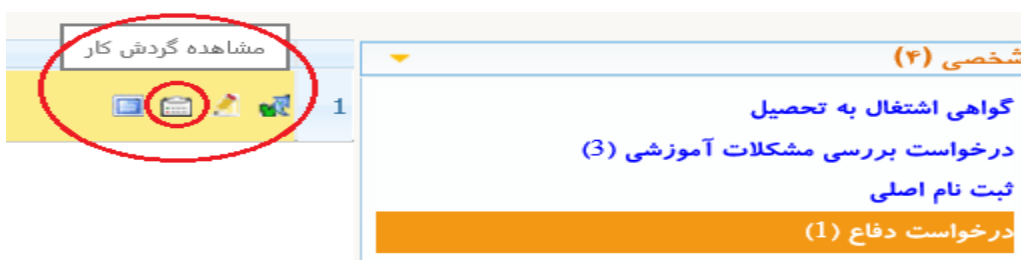 شخصی (۴)
گواهی اشتغال به تحصیل
درخواست بررسی مشکلات آموزشی (3)
ثبت نام اصلی
درخواست دفاع (1)
مشاهده گردش کار
1